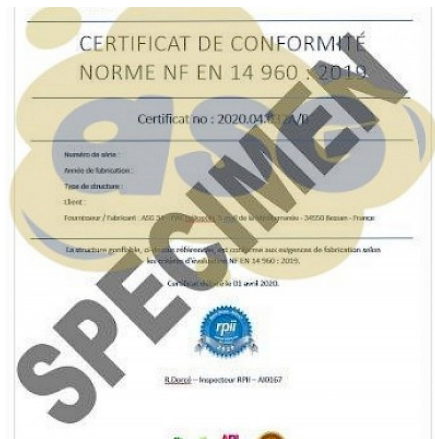 CERTIFICAT DE CONFORMITÉ
NORME NF EN 14 960 : 2019
Certificat no : 2020.04.032A/B
Numéro de série :
Année de fabrication :
Type de structure :
Client :
Fournisseur / Fabricant : ASG 34 - 34550 Bessan - France
La structure gonflable, ci-dessus référencée, est conforme aux exigences de fabrication selon
les critères d'évaluation NF EN 14 960 : 2019.
Certificat délivré le 01 avril 2020.
rpii
R.Dorol – Inspecteur RPII – AI0167
SPECIMEN
asg